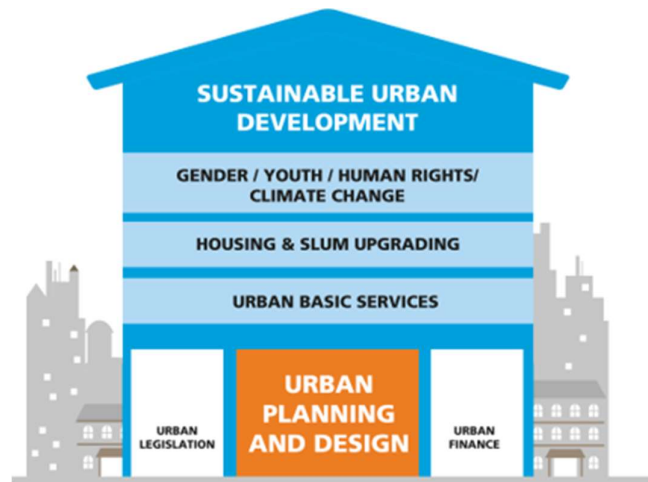 SUSTAINABLE URBAN
DEVELOPMENT
GENDER / YOUTH / HUMAN RIGHTS/
CLIMATE CHANGE
HOUSING & SLUM UPGRADING
URBAN BASIC SERVICES
URBAN
LEGISLATION
URBAN
PLANNING
AND DESIGN
URBAN
FINANCE